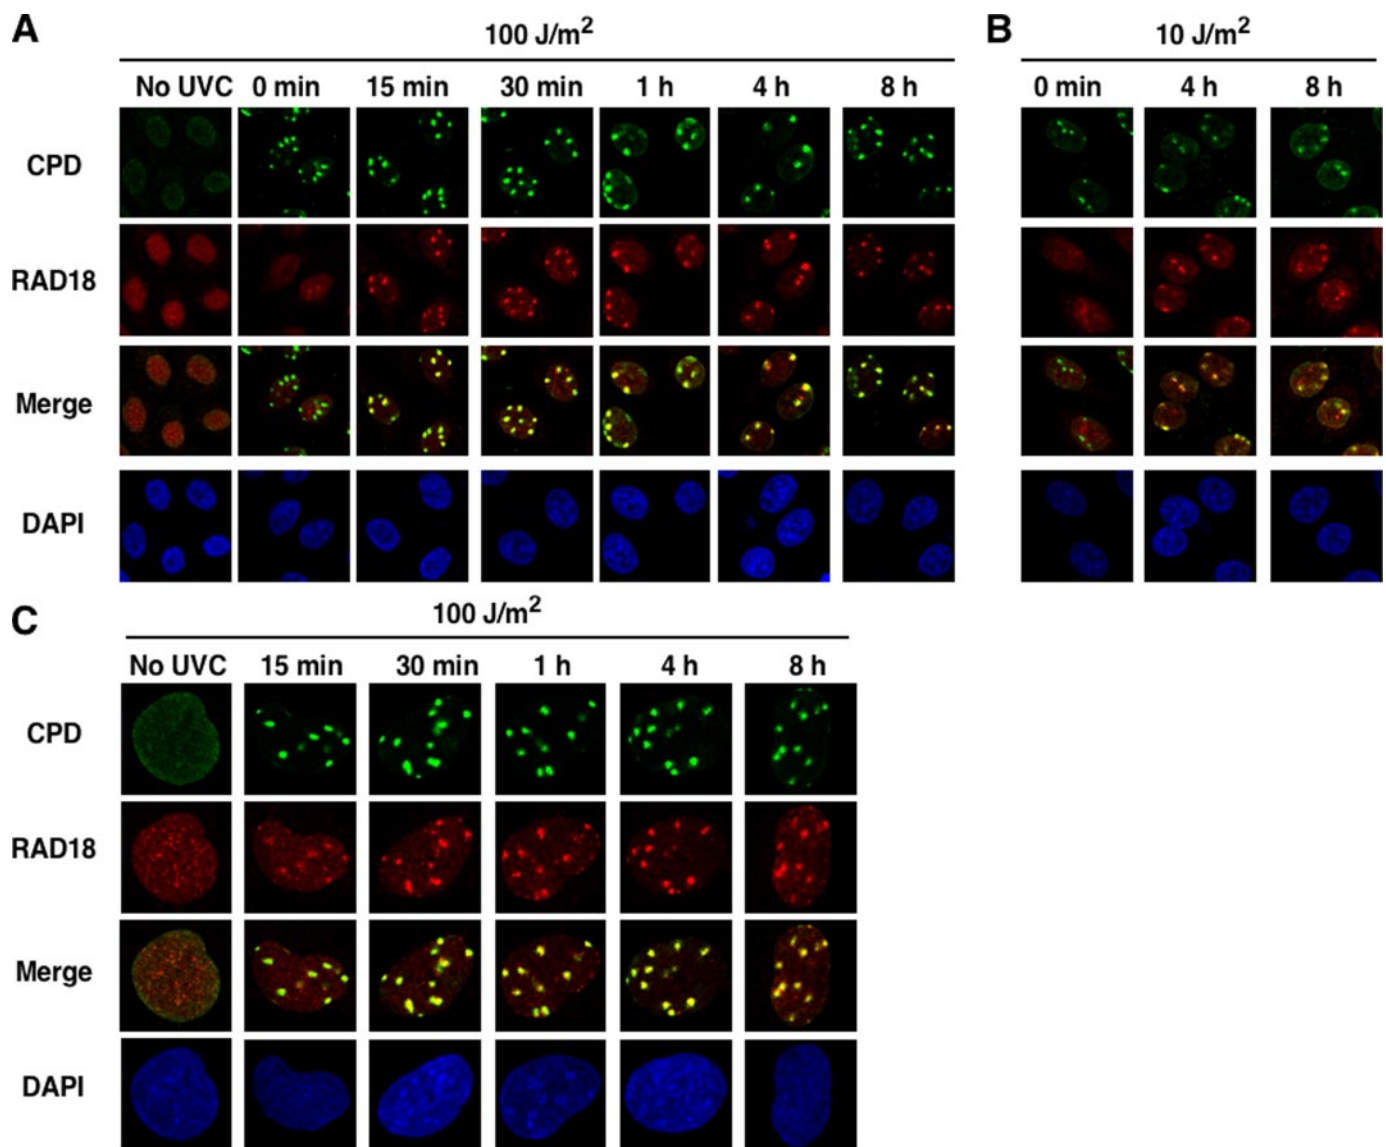 A
100 J/m²
No UVC 0 min 15 min 30 min 1 h 4 h 8 h
CPD
RAD18
Merge
DAPI
B
10 J/m²
0 min 4 h 8 h
C
100 J/m²
No UVC 15 min 30 min 1 h 4 h 8 h
CPD
RAD18
Merge
DAPI